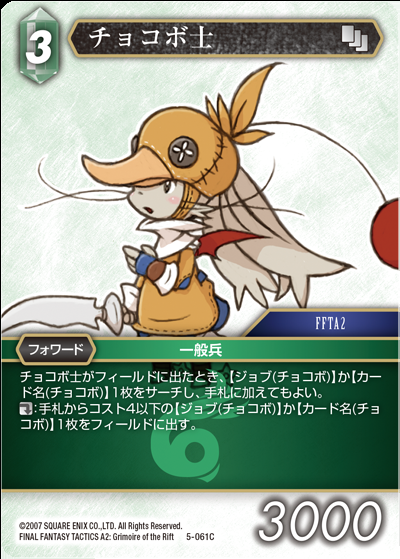 3
チョコボ士
FFTA2
フォワード
一般兵
チョコボ士がフィールドに出たとき、【ジョブ(チョコボ)】か【カー
ド名(チョコボ)】1枚をサーチし、手札に加えてもよい。
:手札からコスト4以下の【ジョブ(チョコボ)】か【カード名(チョ
コボ)】1枚をフィールドに出す。
6
©2007 SQUARE ENIX CO.,LTD. All Rights Reserved.
FINAL FANTASY TACTICS A2: Grimoire of the Rift 5-061C
3000